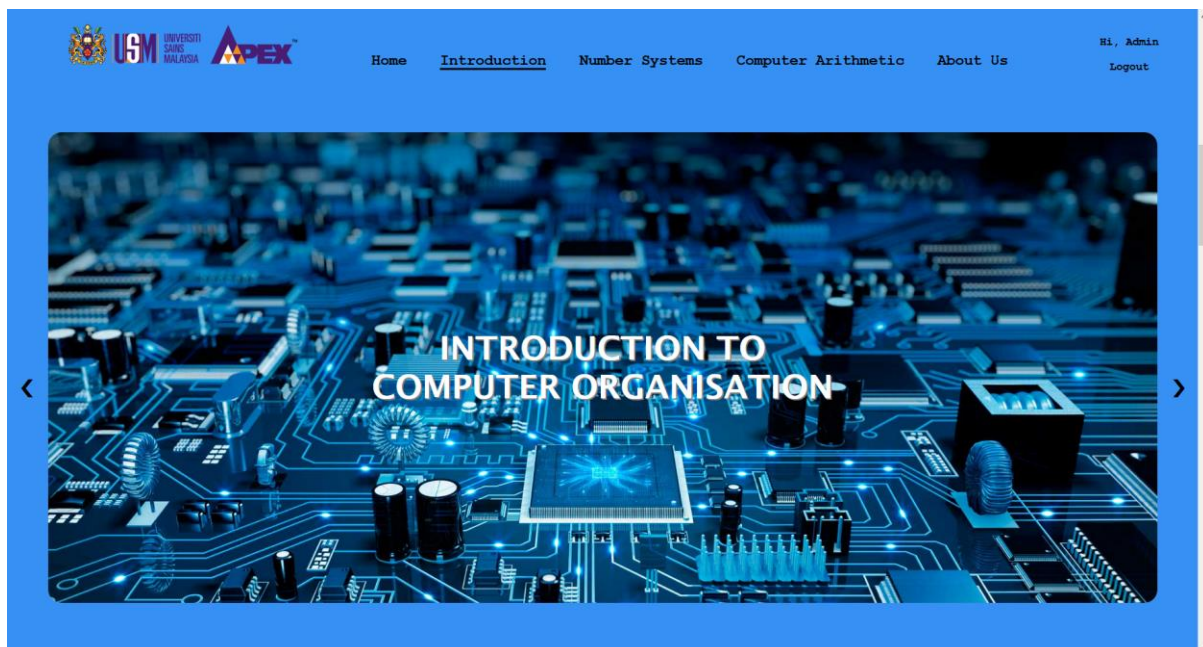 USM UNIVERSITI
SAINS
MALAYSIA
APEX™
Home Introduction Number Systems Computer Arithmetic About Us
Hi, Admin
Logout
INTRODUCTION TO
COMPUTER ORGANISATION